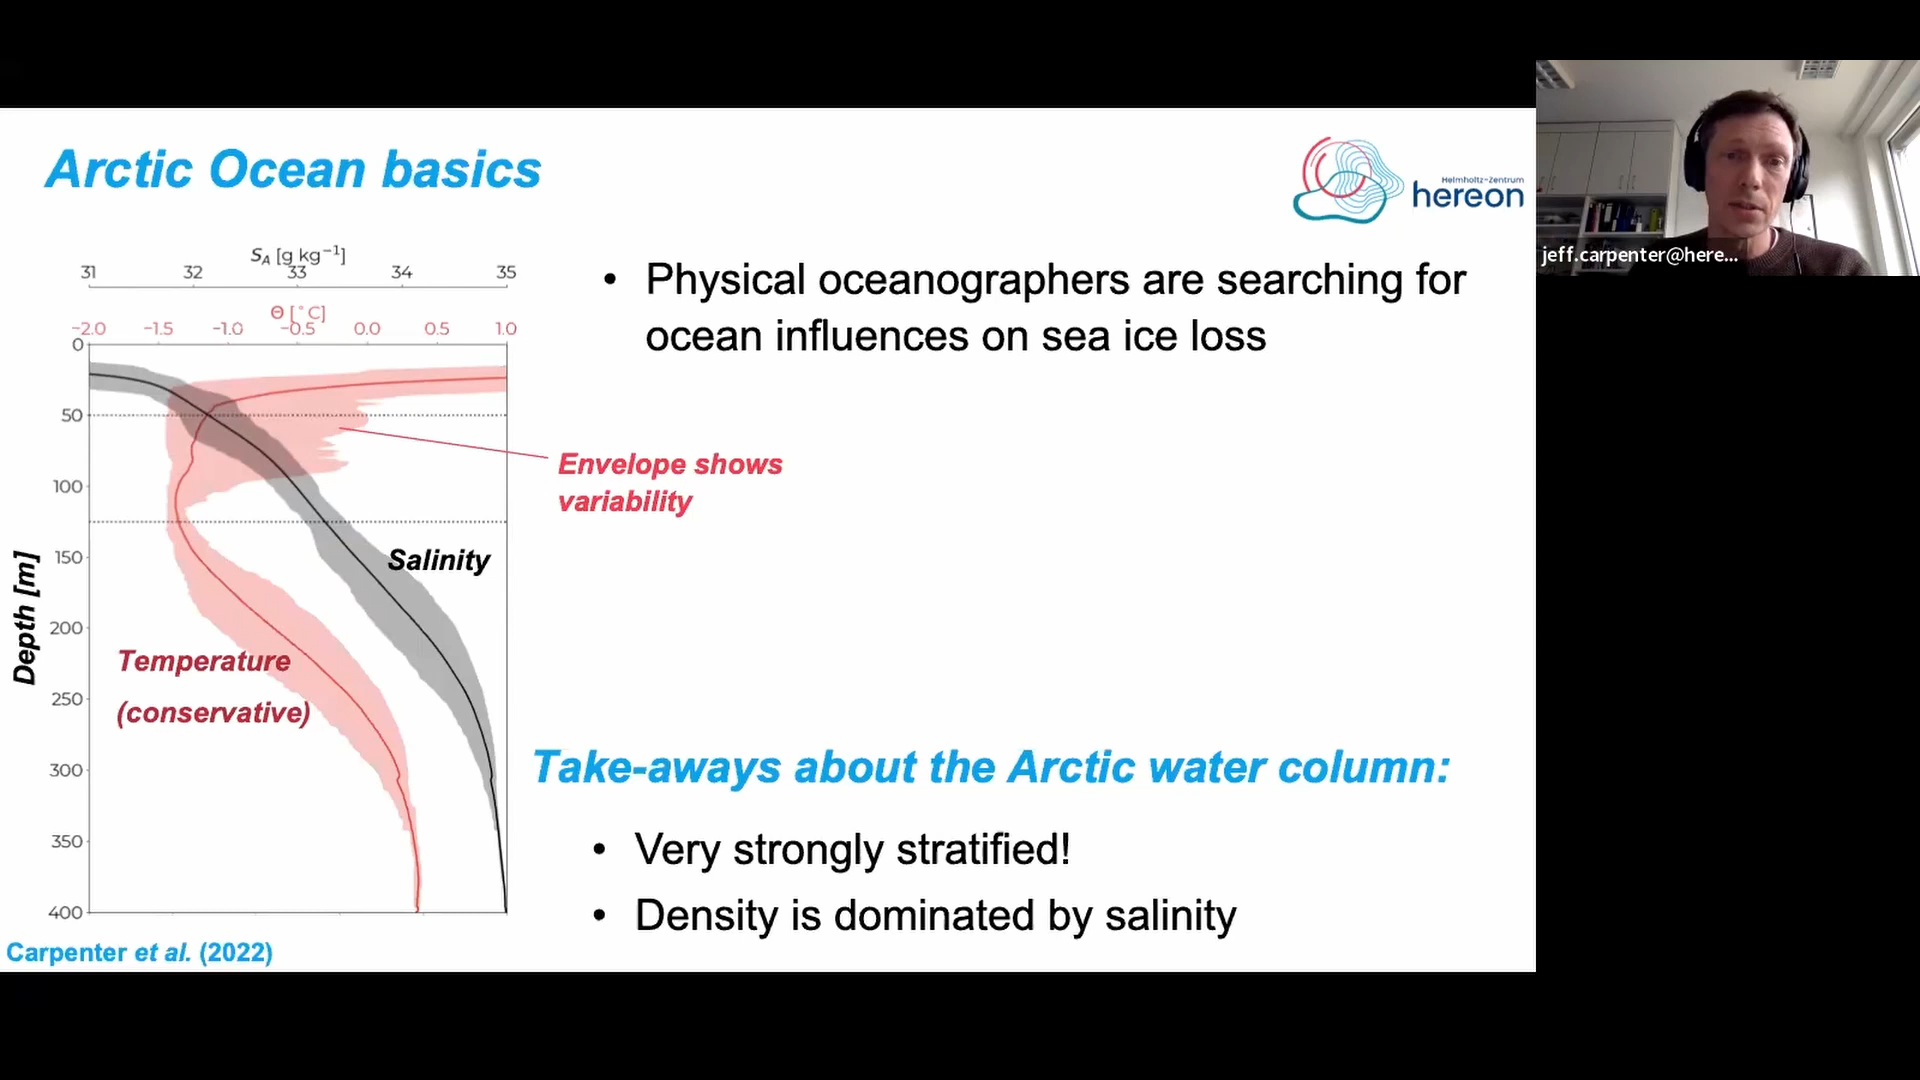 Arctic Ocean basics
Helmholtz-Zentrum
hereon
jeff.carpenter@here...
S_A [g kg⁻¹]
31 32 33 34 35
Θ [°C]
−2.0 −1.5 −1.0 −0.5 0.0 0.5 1.0
0
50
100
150
200
250
300
350
400
Depth [m]
Salinity
Temperature
(conservative)
Envelope shows
variability
• Physical oceanographers are searching for
ocean influences on sea ice loss
Take-aways about the Arctic water column:
• Very strongly stratified!
• Density is dominated by salinity
Carpenter et al. (2022)